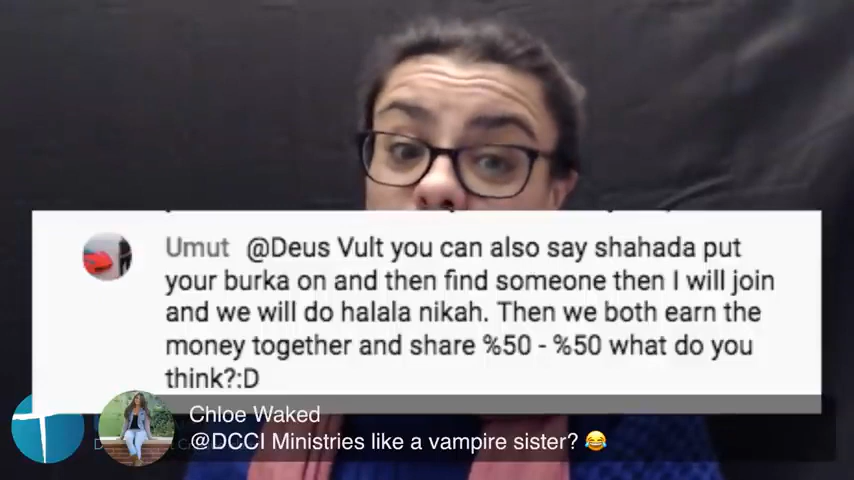 Umut @Deus Vult you can also say shahada put
your burka on and then find someone then I will join
and we will do halala nikah. Then we both earn the
money together and share %50 - %50 what do you
think?:D
Chloe Waked
@DCCI Ministries like a vampire sister? 😂